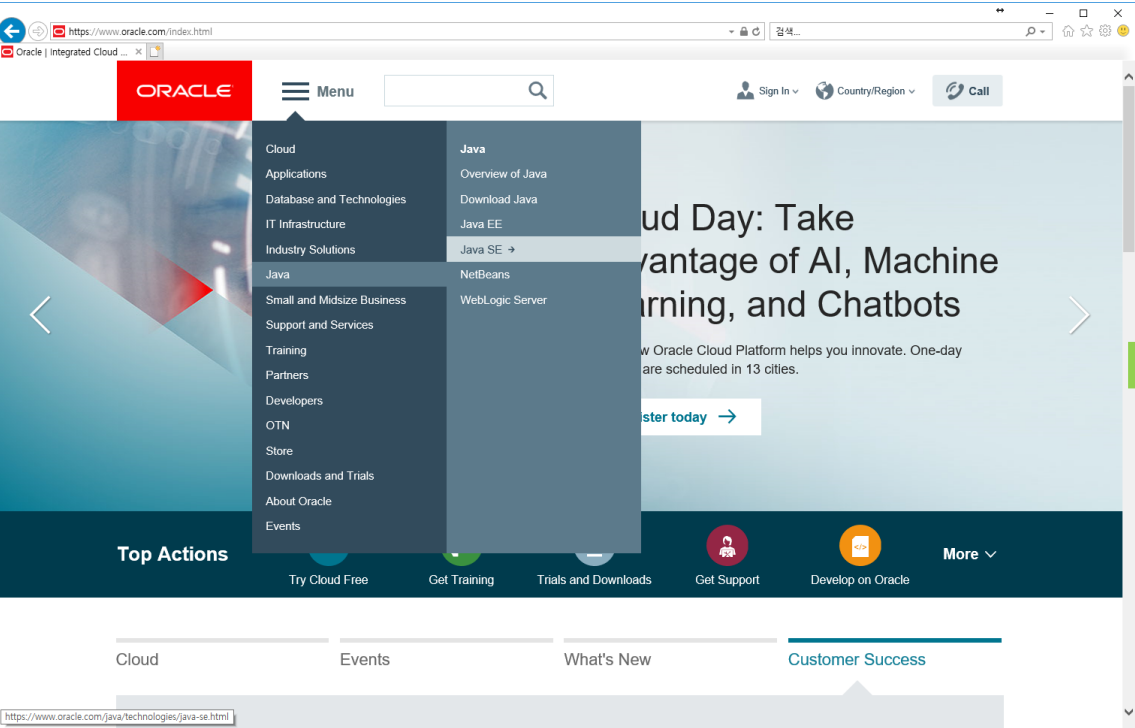 https://www.oracle.com/index.html
검색...
Oracle | Integrated Cloud ...
ORACLE
Menu
Sign In
Country/Region
Call
Cloud
Applications
Database and Technologies
IT Infrastructure
Industry Solutions
Java
Small and Midsize Business
Support and Services
Training
Partners
Developers
OTN
Store
Downloads and Trials
About Oracle
Events
Java
Overview of Java
Download Java
Java EE
Java SE →
NetBeans
WebLogic Server
ud Day: Take
vantage of AI, Machine
rning, and Chatbots
w Oracle Cloud Platform helps you innovate. One-day
are scheduled in 13 cities.
ister today →
Top Actions
Try Cloud Free
Get Training
Trials and Downloads
Get Support
</>
Develop on Oracle
More
Cloud
Events
What's New
Customer Success
https://www.oracle.com/java/technologies/java-se.html